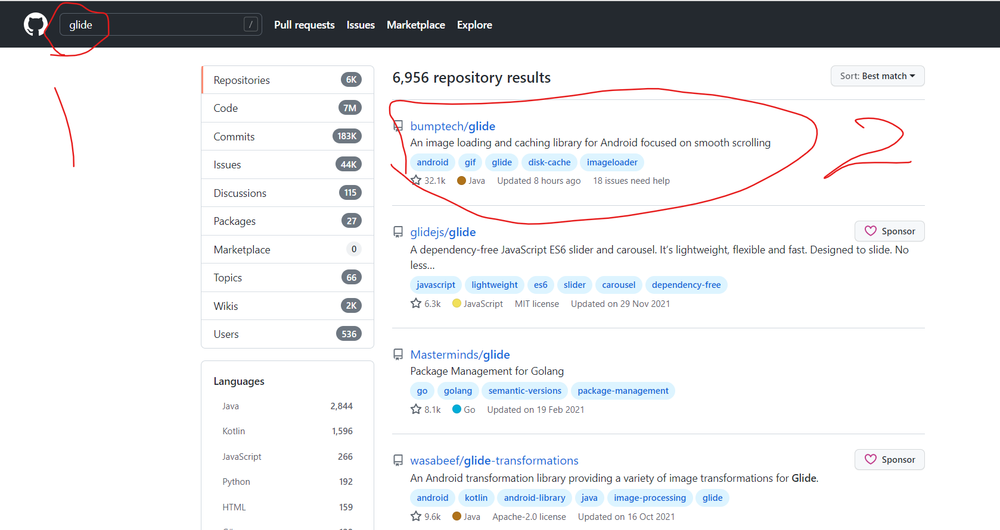 glide / Pull requests Issues Marketplace Explore
1
Repositories 6K
Code 7M
Commits 183K
Issues 44K
Discussions 115
Packages 27
Marketplace 0
Topics 66
Wikis 2K
Users 536
Languages
Java 2,844
Kotlin 1,596
JavaScript 266
Python 192
HTML 159
6,956 repository results
Sort: Best match
2
bumptech/glide
An image loading and caching library for Android focused on smooth scrolling
android gif glide disk-cache imageloader
32.1k Java Updated 8 hours ago 18 issues need help
glidejs/glide
Sponsor
A dependency-free JavaScript ES6 slider and carousel. It’s lightweight, flexible and fast. Designed to slide. No
less...
javascript lightweight es6 slider carousel dependency-free
6.3k JavaScript MIT license Updated on 29 Nov 2021
Masterminds/glide
Package Management for Golang
go golang semantic-versions package-management
8.1k Go Updated on 19 Feb 2021
wasabeef/glide-transformations
Sponsor
An Android transformation library providing a variety of image transformations for Glide.
android kotlin android-library java image-processing glide
9.6k Java Apache-2.0 license Updated on 16 Oct 2021